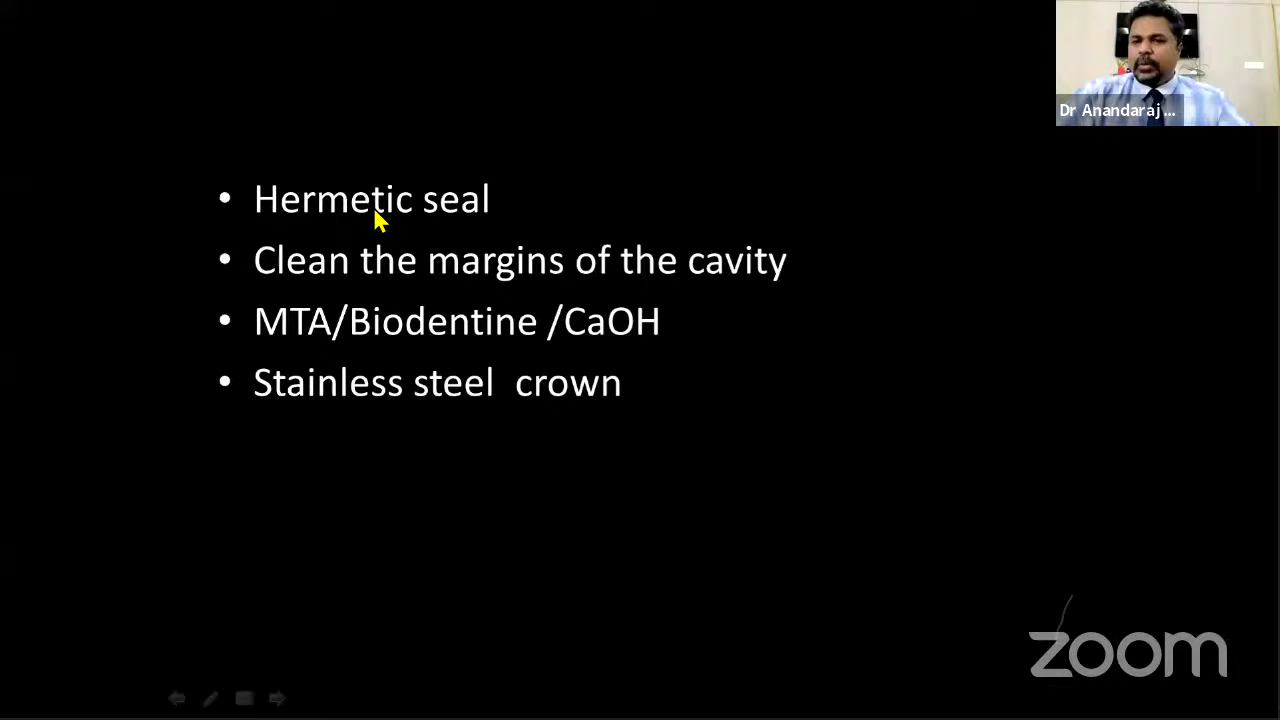 Dr Anandaraj ...
• Hermetic seal
• Clean the margins of the cavity
• MTA/Biodentine /CaOH
• Stainless steel  crown
zoom